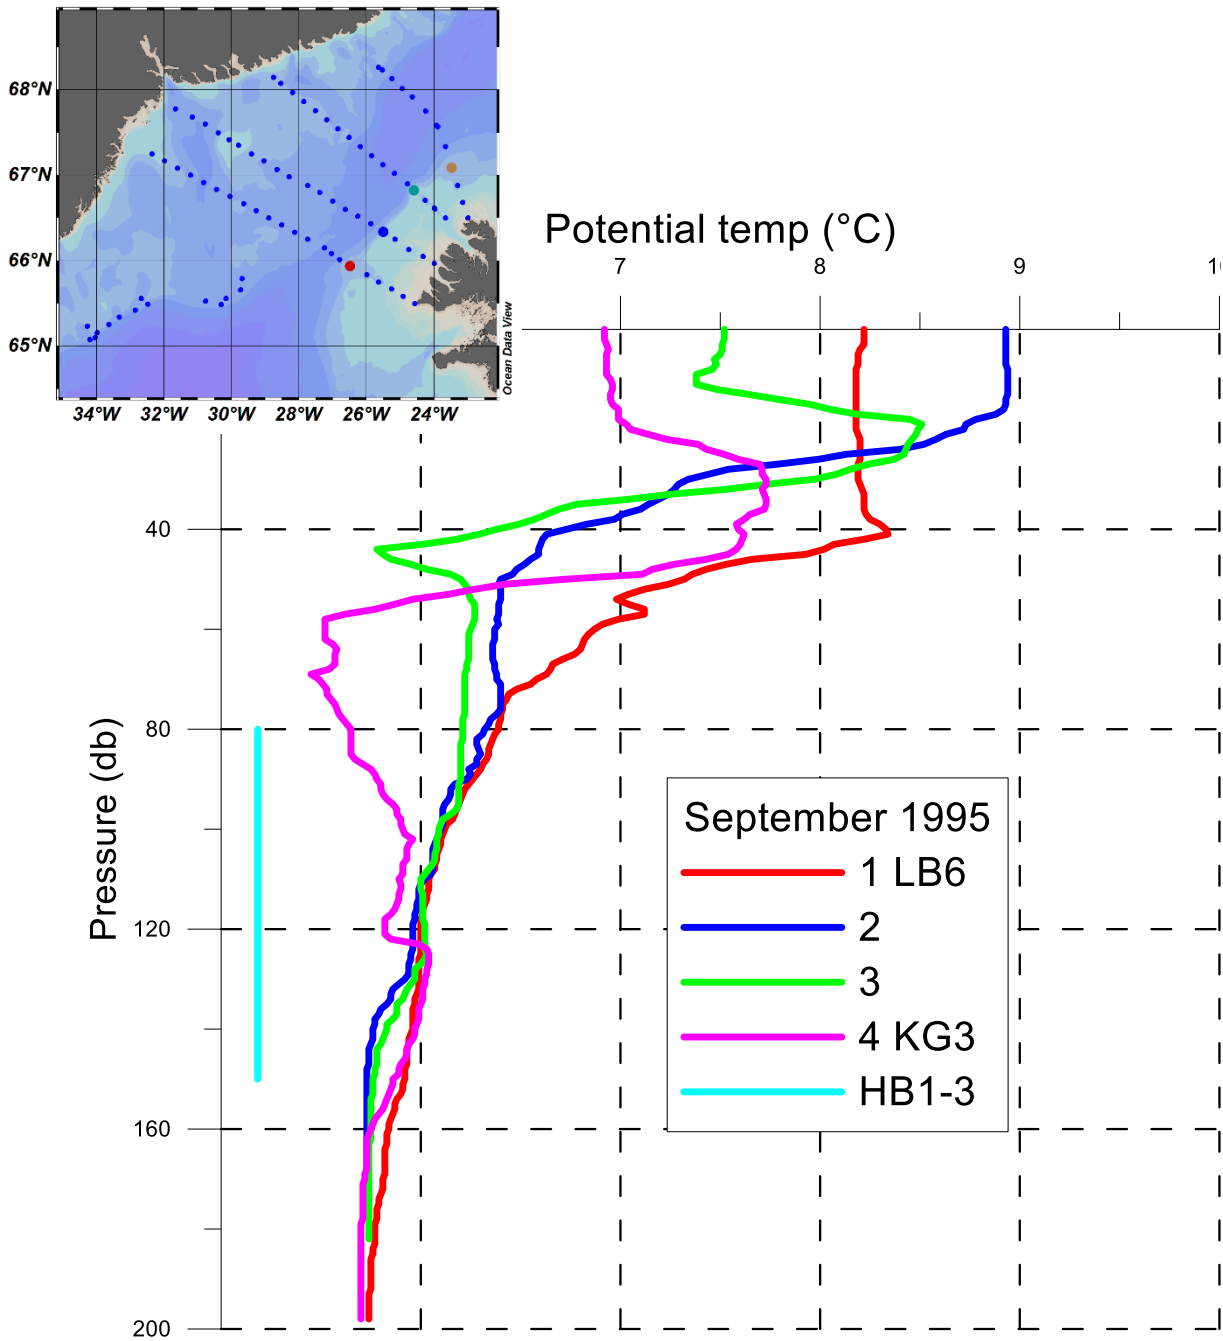 68°N
67°N
66°N
65°N
34°W 32°W 30°W 28°W 26°W 24°W
Ocean Data View
Potential temp (°C)
7 8 9
Pressure (db)
40
80
120
160
200
September 1995
1 LB6
2
3
4 KG3
HB1-3